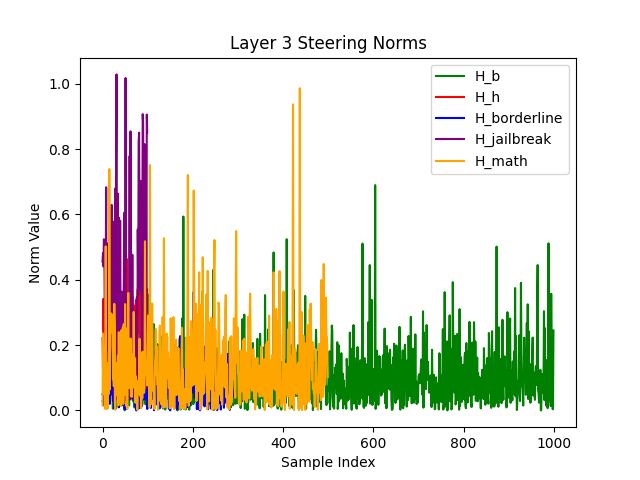 Layer 3 Steering Norms
H_b
H_h
H_borderline
H_jailbreak
H_math
Norm Value
1.0
0.8
0.6
0.4
0.2
0.0
0 200 400 600 800 1000
Sample Index